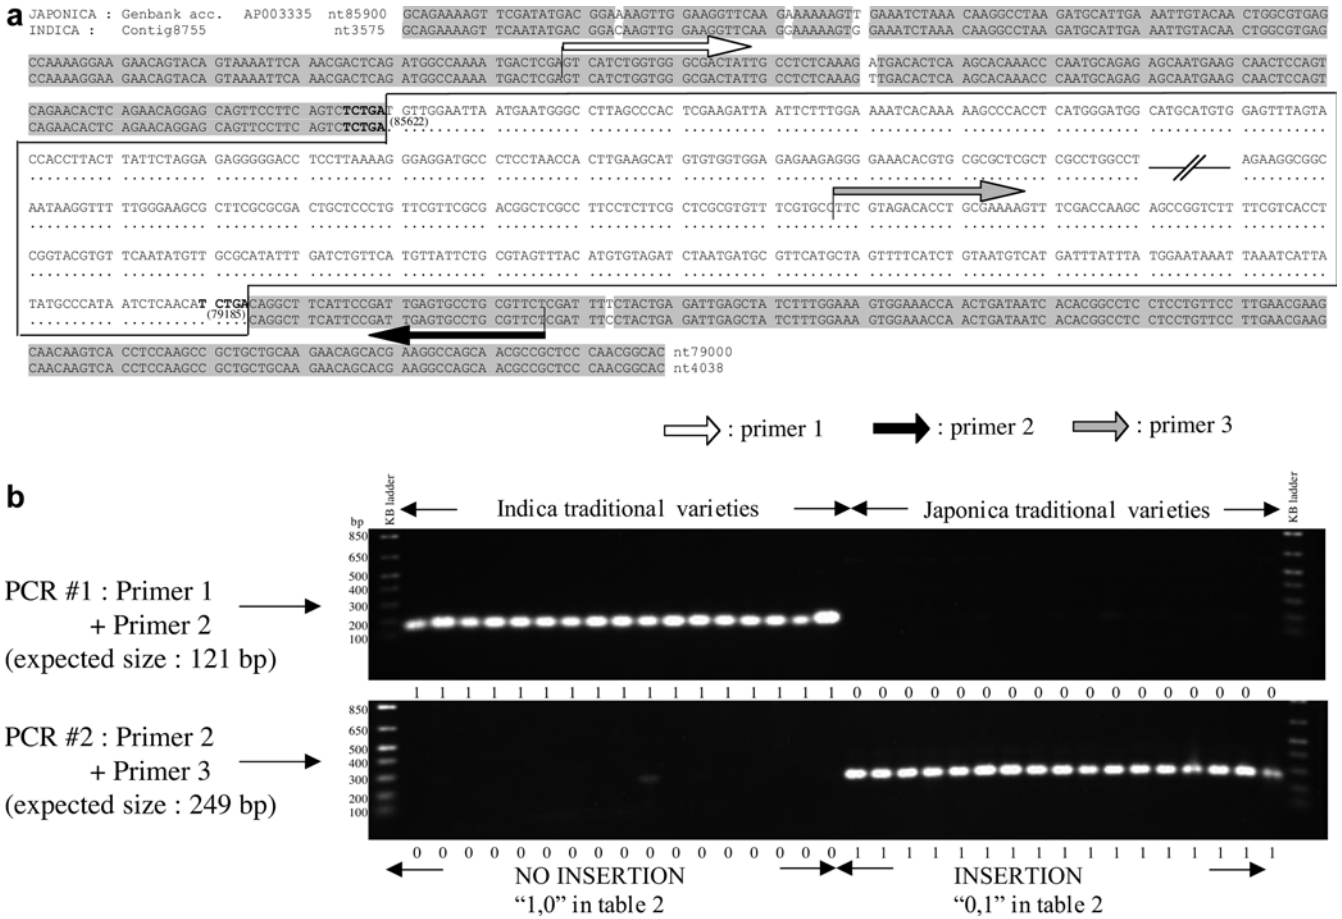 a
JAPONICA : Genbank acc. AP003335 nt85900 GCAGAAAAGT TCGATATGAC GGAAAAGTTG GAAGGTTCAA GAAAAAAGTT GAAATCTAAA CAAGGCCTAA GATGCATTGA AATTGTACAA CTGGCGTGAG
INDICA : Contig8755 nt3575 GCAGAAAAGT TCAATATGAC GGACAAGTTG GAAGGTTCAA GGAAAAAGTG GAAATCTAAG CAAGGCCTAA GATGCATTGA AATTGTACAA CTGGCGTGAG
CCAAAAGGAA GAACAGTACA GTAAAATTCA AACGACTCAG ATGGCCAAAA TGACTCGAGT CATCTGGTGG GCGACTATTG CCTCTCAAAG ATGACACTCA AGCACAAACC CAATGCAGAG AGCAATGAAG CAACTCCAGT
CCAAAAGGAA GAACAGTACA GTAAAATTCA AACGACTCAG ATGGCCAAAA TGACTCGAGT CATCTGGTGG GCGACTATTG CCTCTCAAAG TTGACACTCA AGCACAAACC CAATGCAGAG AGCAATGAAG CAACTCCAGT
CAGAACACTC AGAACAGGAG CAGTTCCTTC AGTCTCTGAT GTTGGAATTA ATGAATGGGC CTTAGCCCAC TCGAAGATTA ATTCTTTGGA AAATCACAAA AAGCCCACCT CATGGGATGG CATGCATGTG GAGTTTAGTA
CAGAACACTC AGAACAGGAG CAGTTCCTTC AGTCTCTGA (85622)
CCACCTTACT TATTCTAGGA GAGGGGGACC TCCTTAAAAG GGAGGATGCC CTCCTAACCA CTTGAAGCAT GTGTGGTGGA GAGAAGAGGG GAAACACGTG CGCGCTCGCT CGCCTGGCCT AGAAGGCGGC
AATAAGGTTT TTGGGAAGCG CTTCGCGCAA CTGCTCCCTG TTCGTTCGCG ACGGCTCGCC TTCCTCTTCG CTCGCGTGTT TCGTGCCTTCG TAGACACCTG CGAAAAGTTT CGACCAAGC AGCCGGTCTT TTCGTCACCT
CGGTACGTGT TCAATATGTT GCGCATATTT GATCTGTTCA TGTTATTCTG CGTAGTTTAC ATGTGTAGAT CTAATGATGC GTTCATGCTA GTTTTCATCT GTAATGTCAT GATTTATTTA TGGAATAAAT TAAATCATTA
TATGCCCATA ATCTCAACAT CTGACAGGCT TCATTCCGAT TGAGTGCCTG CGTTCTCGAT TTCTACTGA GATTGAGCTA TCTTTGGAAA GTGGAAACCA ACTGATAATC ACACGGCCTC CTCCTGTTCC TTGAACGAAG
(79185) CAGGCT TCATTCCGAT TGAGTGCCTG CGTTCTCGAT TTCCTACTGA GATTGAGCTA TCTTTGGAAA GTGGAAACCA ACTGATAATC ACACGGCCTC CTCCTGTTCC TTGAACGAAG
CAACAAGTCA CCTCCAAGCC GCTGCTGCAA GAACAGCACG AAGGCCAGCA ACGCCGCTCC CAACGGCAC nt79000
CAACAAGTCA CCTCCAAGCC GCTGCTGCAA GAACAGCACG AAGGCCAGCA ACGCCGCTCC CAACGGCAC nt4038
: primer 1 : primer 2 : primer 3
b
KB ladder
Indica traditional varieties
Japonica traditional varieties
KB ladder
bp
850
650
500
400
300
200
100
PCR #1 : Primer 1
+ Primer 2
(expected size : 121 bp)
1 1 1 1 1 1 1 1 1 1 1 1 1 1 1 1 1 0 0 0 0 0 0 0 0 0 0 0 0 0 0 0 0 0
850
650
500
400
300
200
100
PCR #2 : Primer 2
+ Primer 3
(expected size : 249 bp)
0 0 0 0 0 0 0 0 0 0 0 0 0 0 0 0 0 1 1 1 1 1 1 1 1 1 1 1 1 1 1 1 1 1
NO INSERTION
"1,0" in table 2
INSERTION
"0,1" in table 2